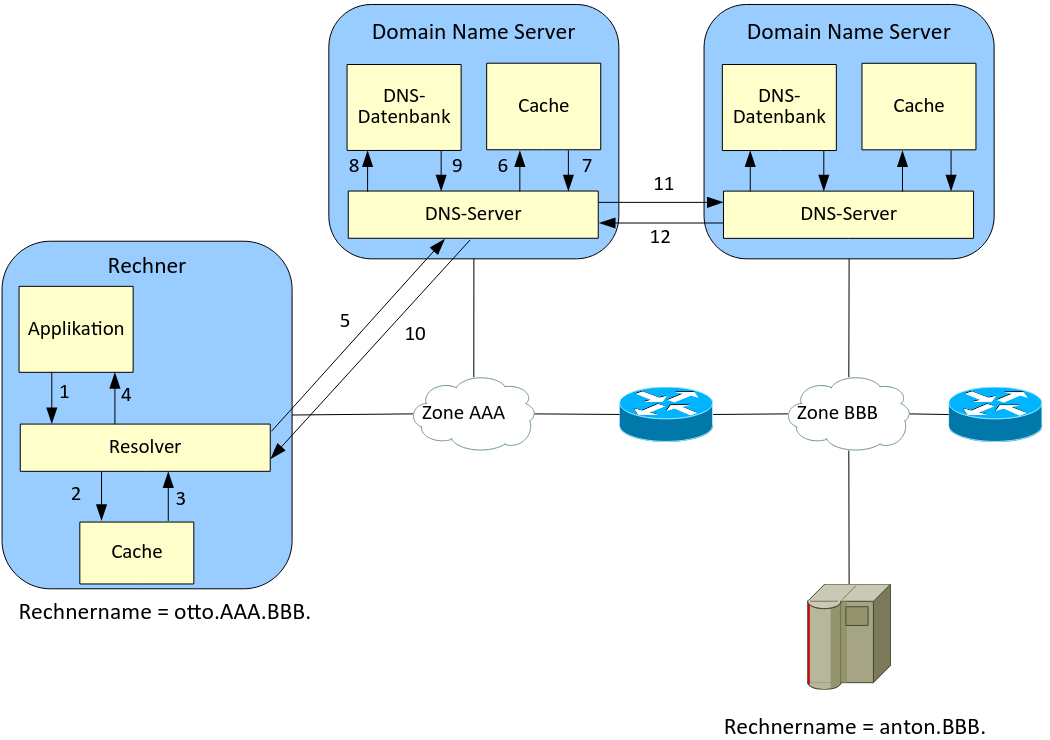 Domain Name Server
DNS-
Datenbank
Cache
8
9
6
7
DNS-Server
Domain Name Server
DNS-
Datenbank
Cache
DNS-Server
11
12
Rechner
Applikation
1
4
Resolver
2
3
Cache
5
10
Zone AAA
Zone BBB
Rechnername = otto.AAA.BBB.
Rechnername = anton.BBB.